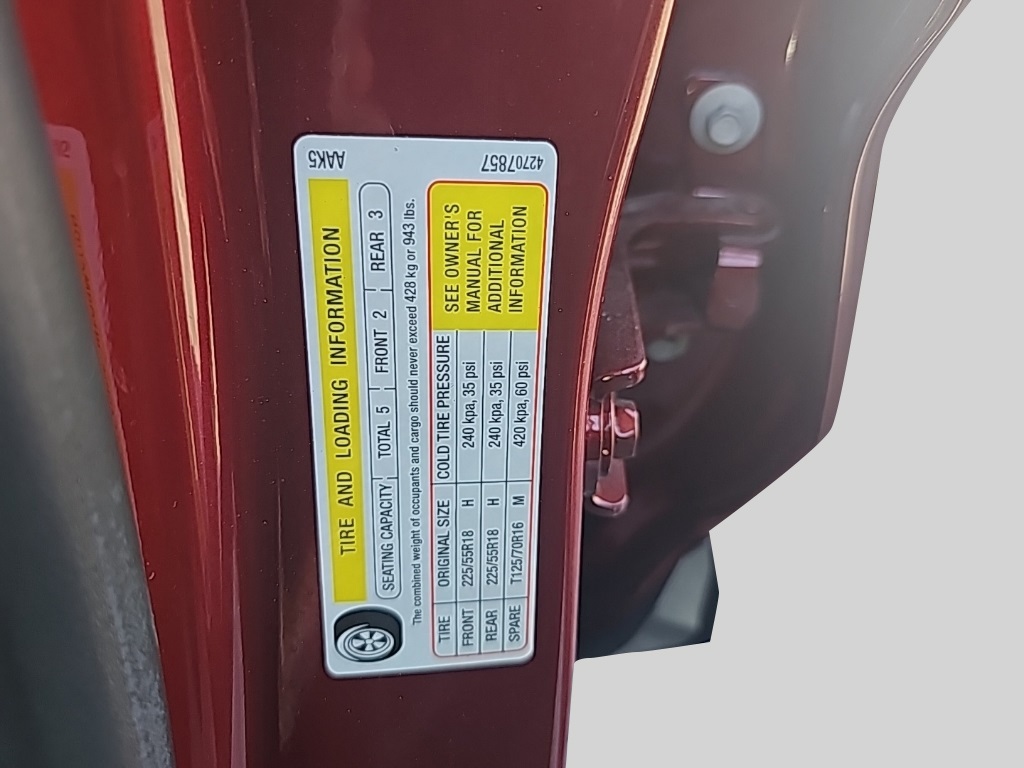 TIRE AND LOADING INFORMATION
SEATING CAPACITY TOTAL 5 FRONT 2 REAR 3
The combined weight of occupants and cargo should never exceed 428 kg or 943 lbs.
TIRE ORIGINAL SIZE COLD TIRE PRESSURE
FRONT 225/55R18 H 240 kpa, 35 psi
REAR 225/55R18 H 240 kpa, 35 psi
SPARE T125/70R16 M 420 kpa, 60 psi
SEE OWNER'S
MANUAL FOR
ADDITIONAL
INFORMATION
AAK5
42707857